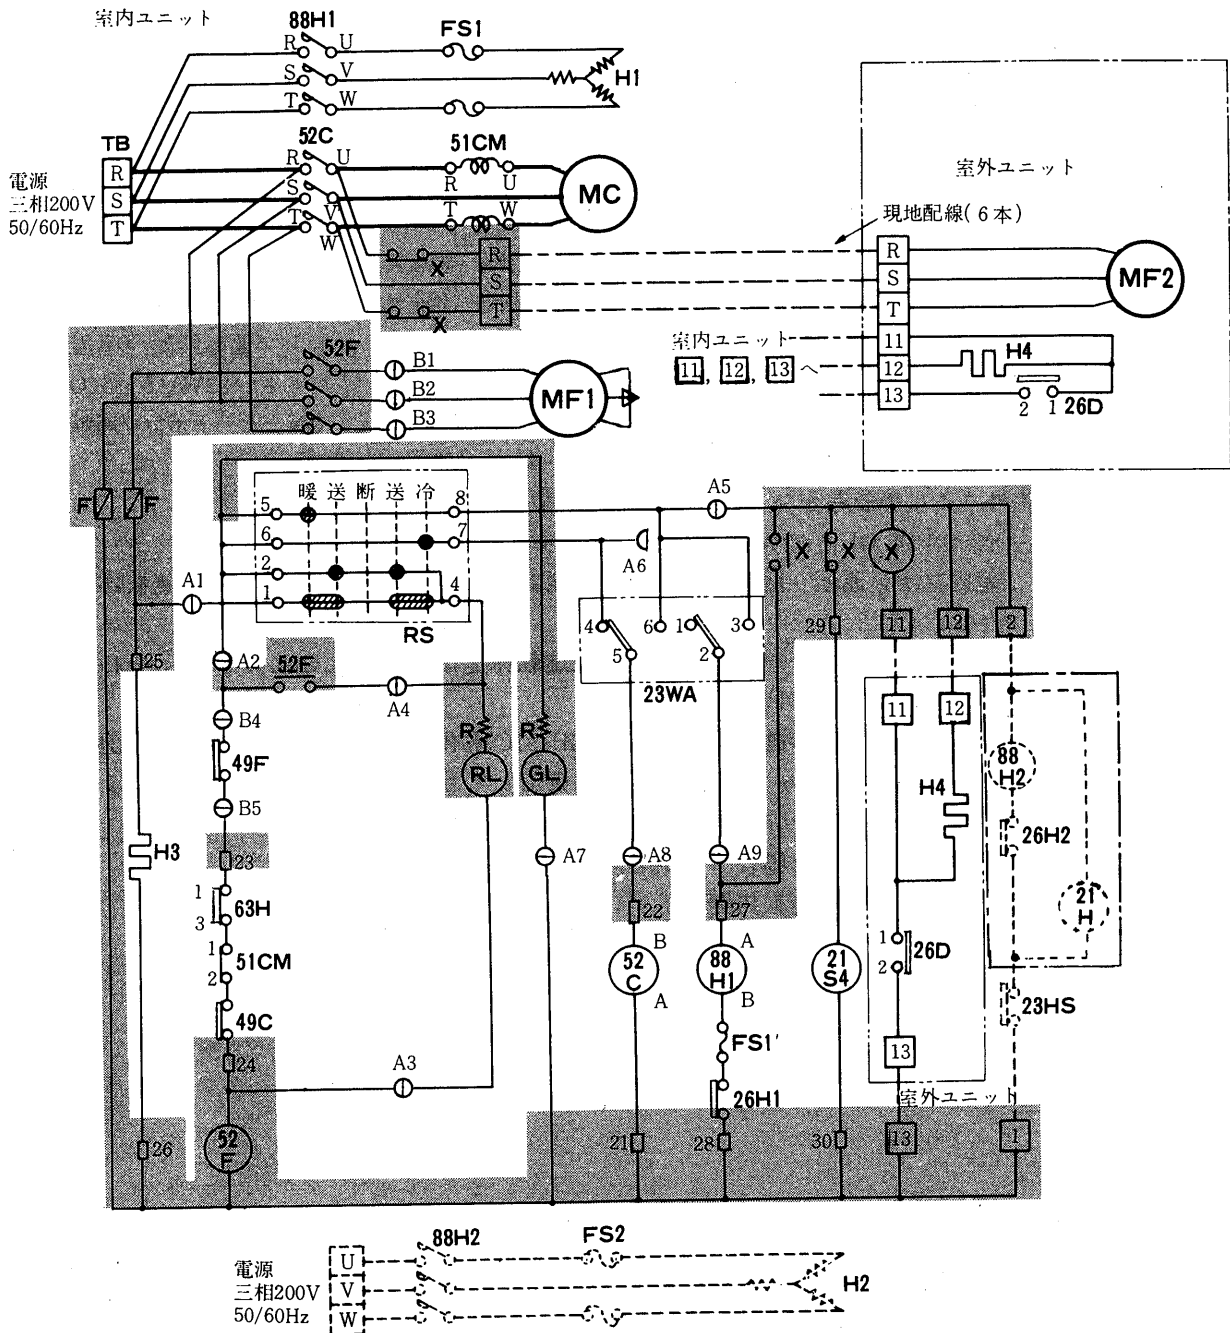 室内ユニット
88H1
FS1
R U
S V
T W
H1
TB
52C
51CM
R
S
T
電源
三相200V
50/60Hz
R U
S V
T W
R U
T W
MC
室外ユニット
現地配線(6本)
X
X
R
S
T
R
S
T
11
12
13
MF2
室内ユニット
11, 12, 13 へ
H4
2 1 26D
52F
B1
B2
B3
MF1
F F
暖 送 断 送 冷
5 8
6 7
2
1 4
RS
A1
A5
A6
X X X
4 5 6 1 2 3
23WA
29 11 12 2
25
A2
52F
A4
B4
49F
B5
R RL
R GL
11 12
88
H2
26H2
21
H
H4
H3
23
1
3
63H
1
2
51CM
49C
24
A3
A7
A8
A9
22
27
B
52
C
A
A
88
H1
B
21
S4
1
2
26D
23HS
FS1'
26H1
13
室外ユニット
26
52
F
21
28
30
13
1
電源
三相200V
50/60Hz
U
V
W
88H2
FS2
H2